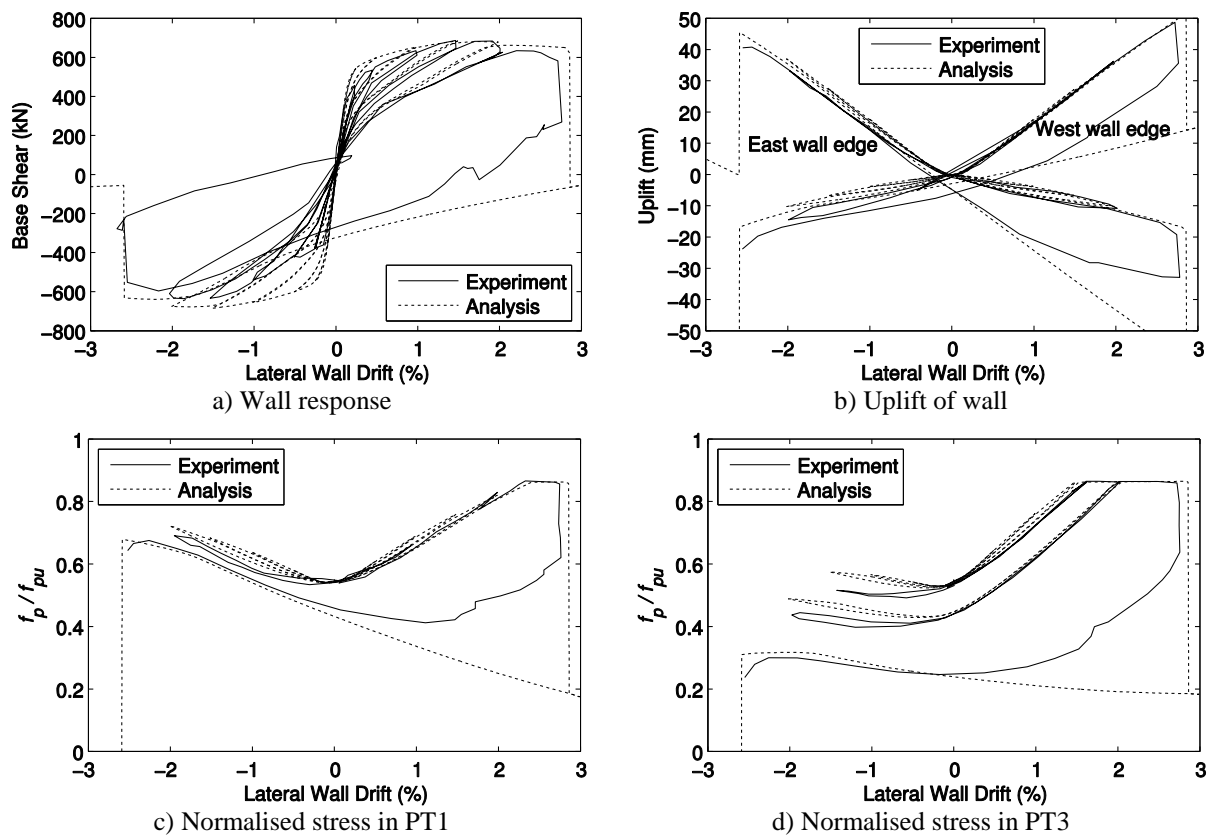 800
600
400
200
0
−200
−400
−600
−800
Base Shear (kN)
Experiment
Analysis
−3 −2 −1 0 1 2 3
Lateral Wall Drift (%)
a) Wall response
50
40
30
20
10
0
−10
−20
−30
−40
−50
Uplift (mm)
Experiment
Analysis
East wall edge
West wall edge
−3 −2 −1 0 1 2 3
Lateral Wall Drift (%)
b) Uplift of wall
1
0.8
0.6
0.4
0.2
0
f_p / f_pu
Experiment
Analysis
−3 −2 −1 0 1 2 3
Lateral Wall Drift (%)
c) Normalised stress in PT1
1
0.8
0.6
0.4
0.2
0
f_p / f_pu
Experiment
Analysis
−3 −2 −1 0 1 2 3
Lateral Wall Drift (%)
d) Normalised stress in PT3